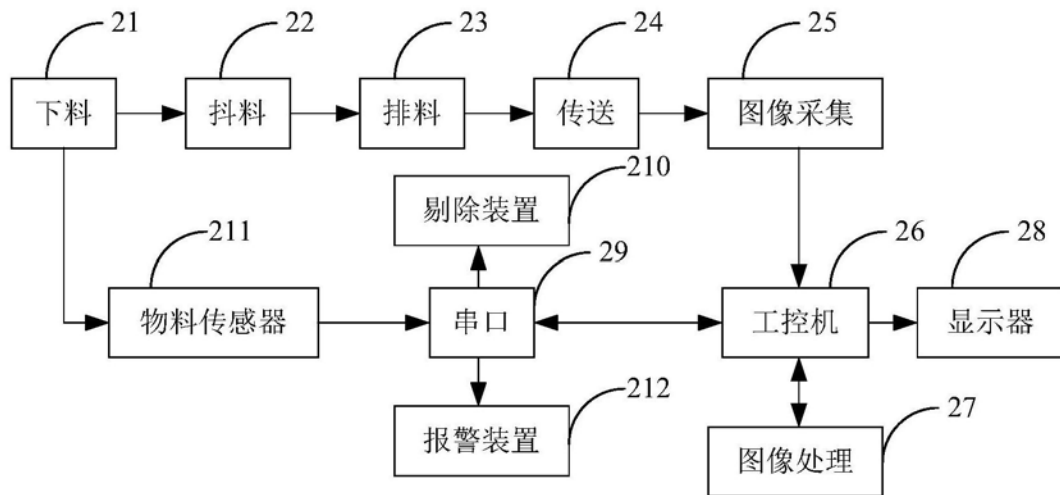 21 22 23 24 25
下料 抖料 排料 传送 图像采集
210
剔除装置
211 29 26 28
物料传感器 串口 工控机 显示器
212 27
报警装置 图像处理